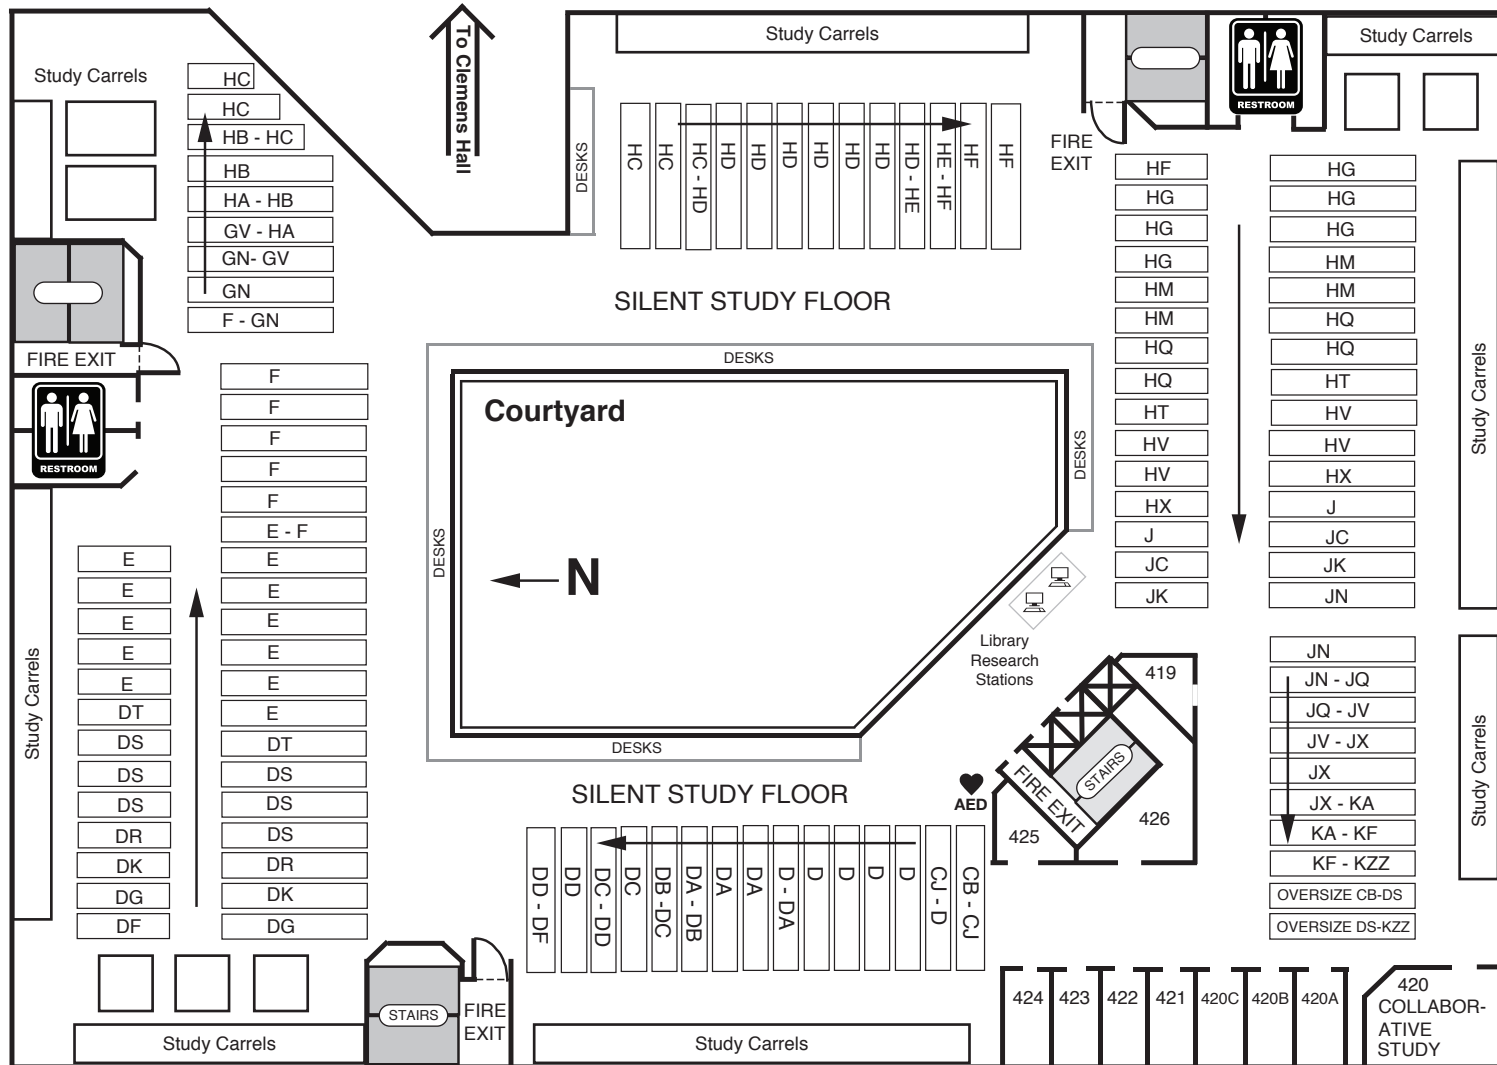 Study Carrels
HC
HC
HB - HC
HB
HA - HB
GV - HA
GN- GV
GN
F - GN
To Clemens Hall
Study Carrels
DESKS
HC
HC
HC - HD
HD
HD
HD
HD
HD
HD
HD - HE
HE - HF
HF
HF
FIRE
EXIT
RESTROOM
Study Carrels
SILENT STUDY FLOOR
FIRE EXIT
RESTROOM
F
F
F
F
F
E - F
E
E
E
E
E
E
DT
DS
DS
DS
DR
DK
DG
E
E
E
E
E
DT
DS
DS
DS
DR
DK
DG
DF
Study Carrels
DESKS
Courtyard
DESKS
DESKS
N
DESKS
HF
HG
HG
HG
HM
HM
HQ
HQ
HT
HV
HV
HX
J
JC
JK
HG
HG
HG
HM
HM
HQ
HQ
HT
HV
HV
HX
J
JC
JK
JN
Study Carrels
Library
Research
Stations
419
STAIRS
FIRE EXIT
AED
425
426
JN
JN - JQ
JQ - JV
JV - JX
JX
JX - KA
KA - KF
KF - KZZ
OVERSIZE CB-DS
OVERSIZE DS-KZZ
Study Carrels
SILENT STUDY FLOOR
DD - DF
DD
DC - DD
DC
DB -DC
DA - DB
DA
DA
D - DA
D
D
D
D
CJ - D
CB - CJ
Study Carrels
STAIRS
FIRE
EXIT
Study Carrels
424
423
422
421
420C
420B
420A
420
COLLABOR-
ATIVE
STUDY